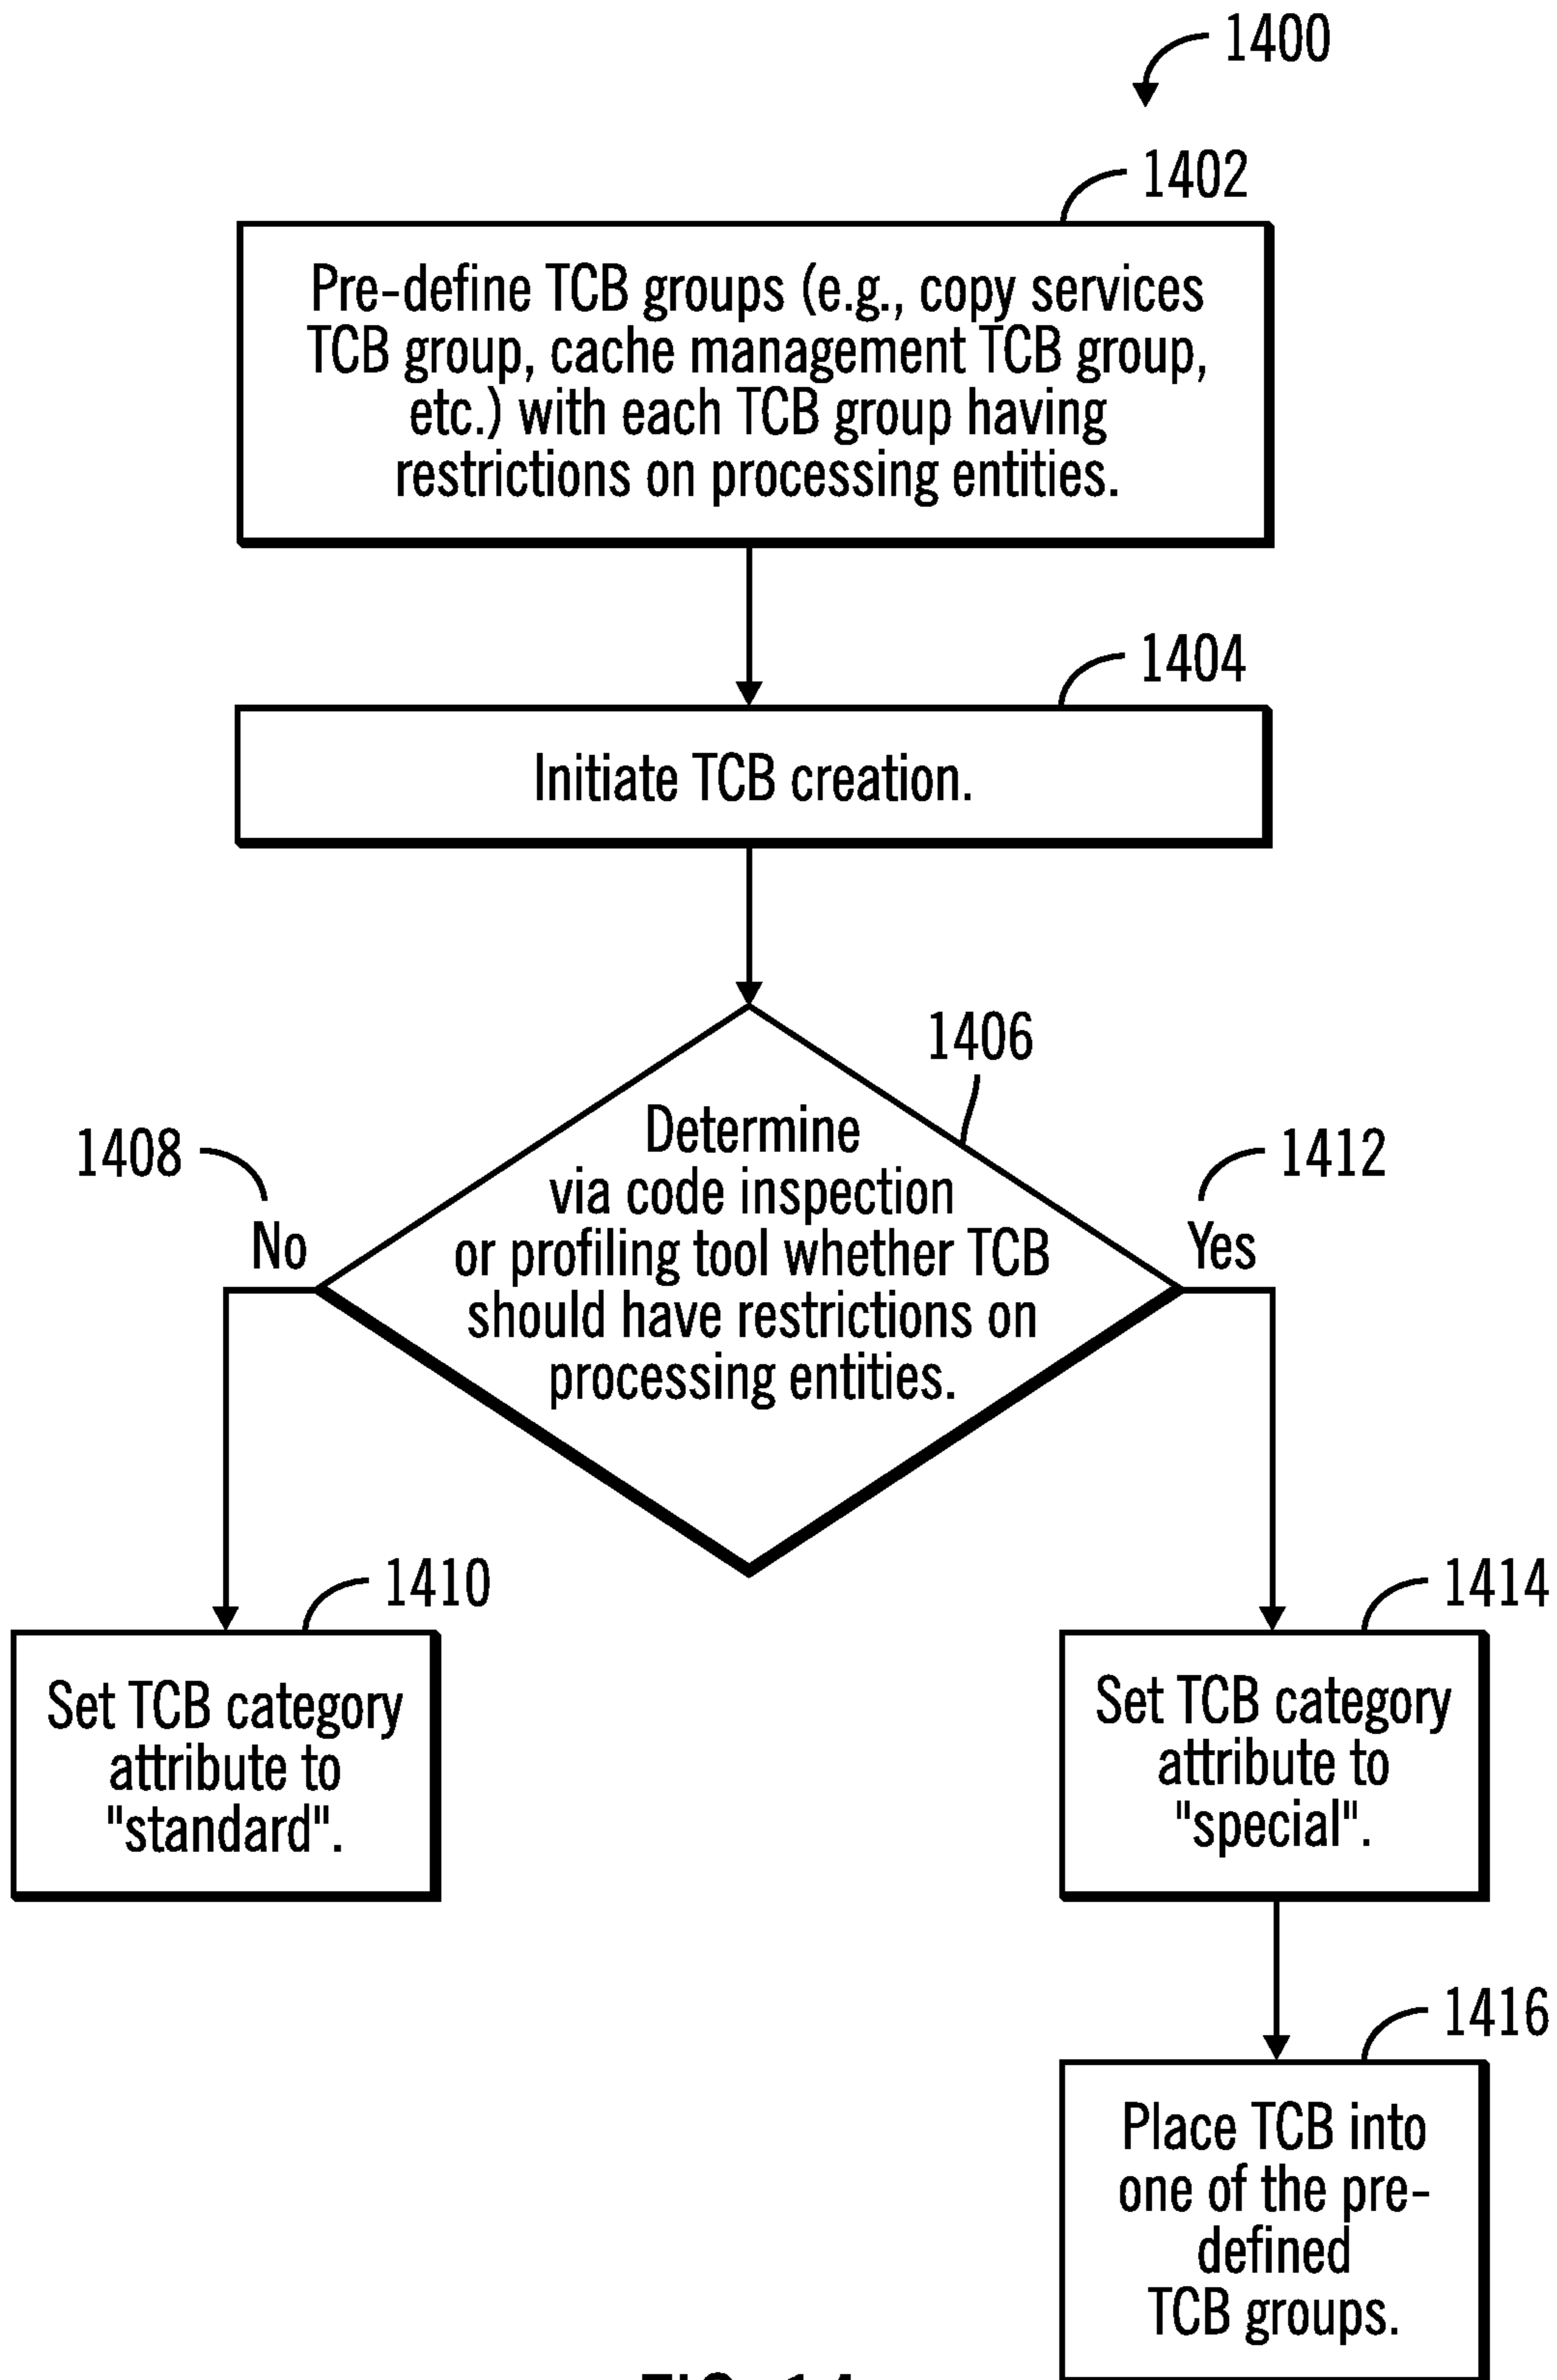 1400
1402
Pre-define TCB groups (e.g., copy services
TCB group, cache management TCB group,
etc.) with each TCB group having
restrictions on processing entities.
1404
Initiate TCB creation.
1406
Determine
via code inspection
or profiling tool whether TCB
should have restrictions on
processing entities.
1408
No
1412
Yes
1410
Set TCB category
attribute to
"standard".
1414
Set TCB category
attribute to
"special".
1416
Place TCB into
one of the pre-
defined
TCB groups.